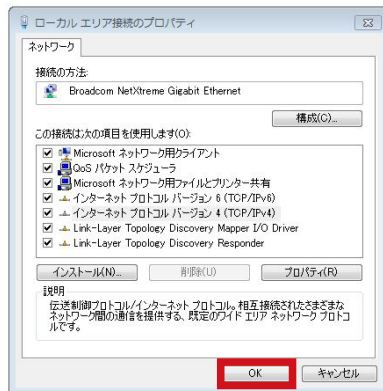 ローカル エリア接続のプロパティ
ネットワーク
接続の方法:
Broadcom NetXtreme Gigabit Ethernet
構成(C)...
この接続は次の項目を使用します(O):
Microsoft ネットワーク用クライアント
QoS パケット スケジューラ
Microsoft ネットワーク用ファイルとプリンター共有
インターネット プロトコル バージョン 6 (TCP/IPv6)
インターネット プロトコル バージョン 4 (TCP/IPv4)
Link-Layer Topology Discovery Mapper I/O Driver
Link-Layer Topology Discovery Responder
インストール(N)...
削除(U)
プロパティ(R)
説明
伝送制御プロトコル/インターネット プロトコル。相互接続されたさまざまな
ネットワーク間の通信を提供する、既定のワイド エリア ネットワーク プロトコ
ルです。
OK
キャンセル